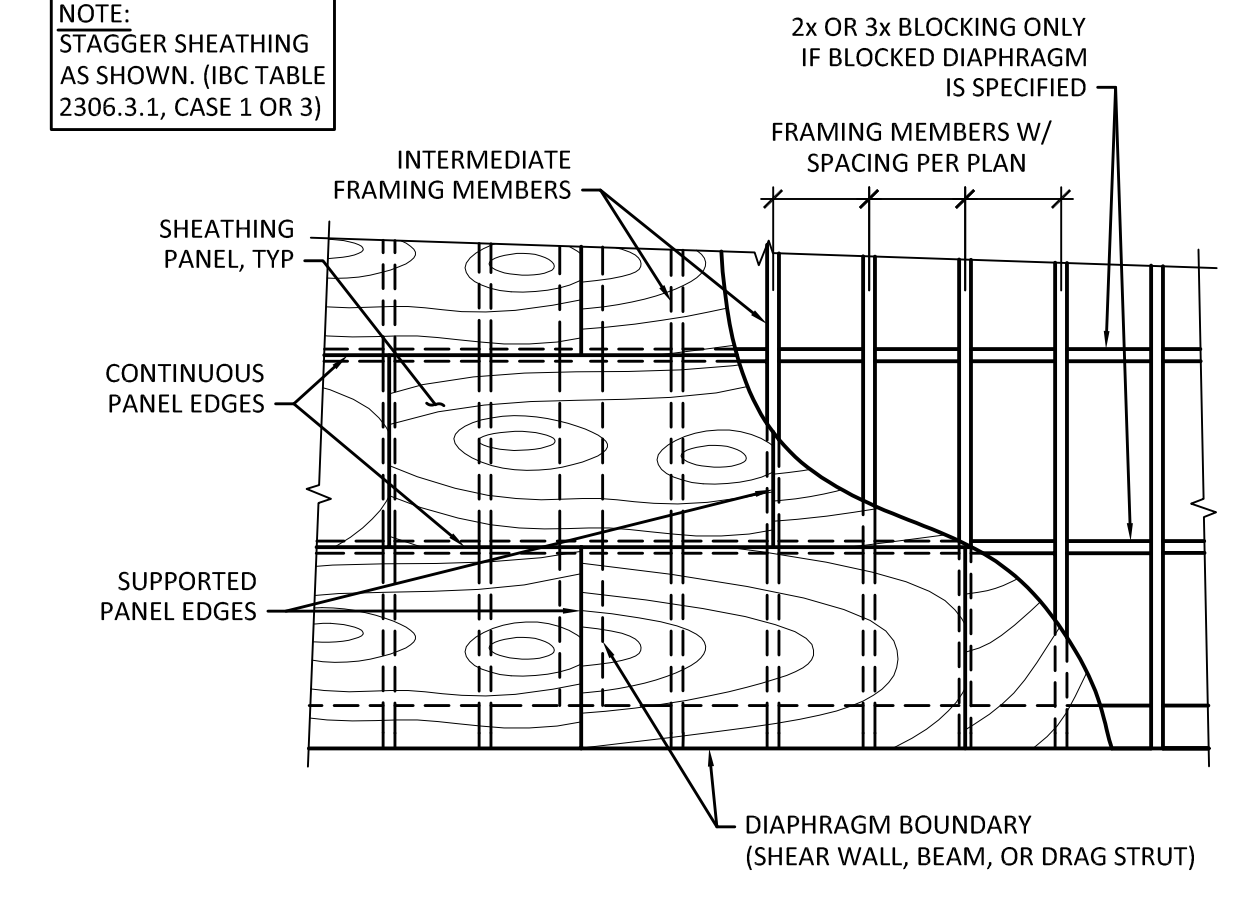 NOTE:
STAGGER SHEATHING
AS SHOWN. (IBC TABLE
2306.3.1, CASE 1 OR 3)
2x OR 3x BLOCKING ONLY
IF BLOCKED DIAPHRAGM
IS SPECIFIED
FRAMING MEMBERS W/
SPACING PER PLAN
INTERMEDIATE
FRAMING MEMBERS
SHEATHING
PANEL, TYP
CONTINUOUS
PANEL EDGES
SUPPORTED
PANEL EDGES
DIAPHRAGM BOUNDARY
(SHEAR WALL, BEAM, OR DRAG STRUT)